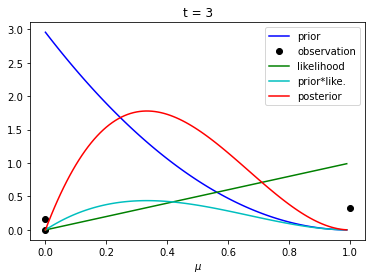 t = 3
3.0
2.5
2.0
1.5
1.0
0.5
0.0
prior
observation
likelihood
prior*like.
posterior
0.0 0.2 0.4 0.6 0.8 1.0
μ